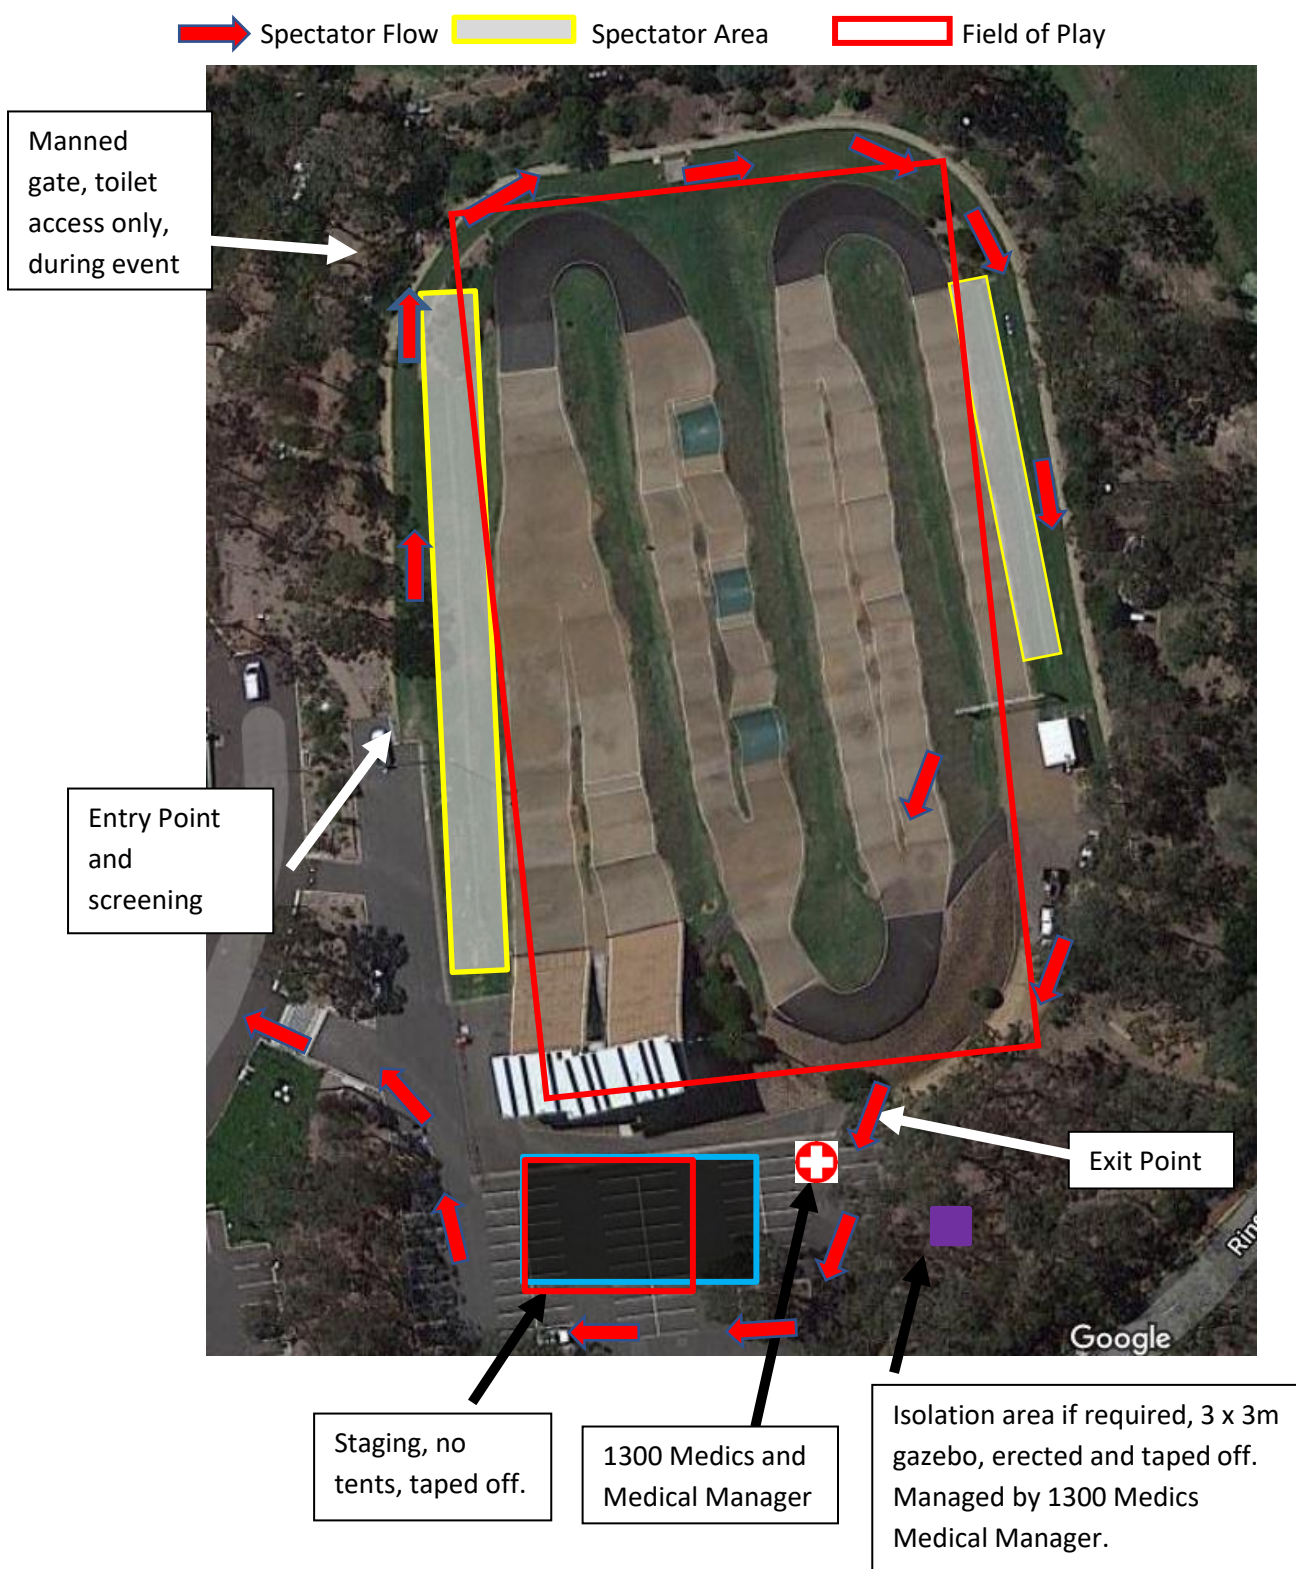 Spectator Flow
Spectator Area
Field of Play
Manned
gate, toilet
access only,
during event
Entry Point
and
screening
Exit Point
Google
Staging, no
tents, taped off.
1300 Medics and
Medical Manager
Isolation area if required, 3 x 3m
gazebo, erected and taped off.
Managed by 1300 Medics
Medical Manager.